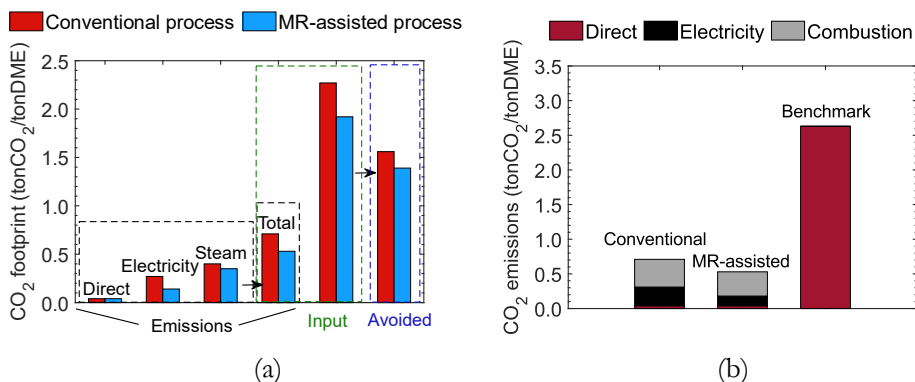 Conventional process MR-assisted process
CO2 footprint (tonCO2/tonDME)
2.5
2.0
1.5
1.0
0.5
0.0
Direct
Electricity
Steam
Total
Emissions
Input
Avoided
(a)
Direct Electricity Combustion
CO2 emissions (tonCO2/tonDME)
3.5
3.0
2.5
2.0
1.5
1.0
0.5
0.0
Conventional
MR-assisted
Benchmark
(b)